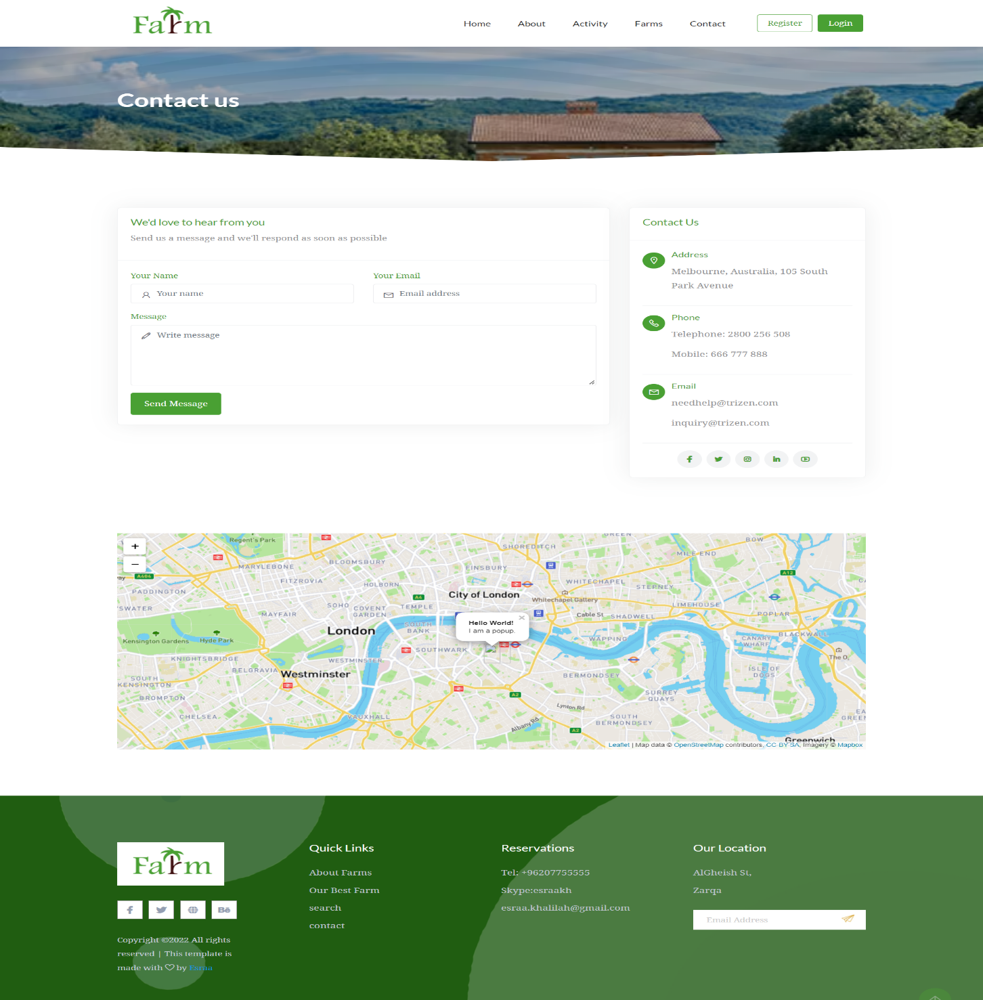 Farm
Home About Activity Farms Contact Register Login
Contact us
We'd love to hear from you
Send us a message and we'll respond as soon as possible
Your Name Your Email
Your name Email address
Message
Write message
Send Message
Contact Us
Address
Melbourne, Australia, 105 South
Park Avenue
Phone
Telephone: 2800 256 508
Mobile: 666 777 888
Email
needhelp@trizen.com
inquiry@trizen.com
+
−
Regent's Park
SHOREDITCH
GREEN
BOW
MILE END
MARYLEBONE
BLOOMSBURY
FINSBURY
A404
A12
FITZROVIA
HOLBORN
WHITECHAPEL
STEPNEY
PADDINGTON
A4
City of London
Whitechapel Gallery
SOHO
COVENT
GARDEN
TEMPLE
LIMEHOUSE
MAYFAIR
Cable St
SHADWELL
POPLAR
Hello World!
I am a popup.
×
London
SOUTH
BANK
Kensington Gardens
Hyde Park
WAPPING
CANARY
WHARF
BLACKWALL
SOUTHWARK
KNIGHTSBRIDGE
WESTMINSTER
The O,
BELGRAVIA
Westminster
BERMONDSEY
ISLE OF
DOGS
SOUTH
KENSINGTON
BROMPTON
A2
SURREY
QUAYS
Lynton Rd
CHELSEA
VAUXHALL
Albany Rd
SOUTH
BERMONDSEY
A2
Greenwich
Leaflet | Map data © OpenStreetMap contributors, CC-BY-SA, Imagery © Mapbox
Farm
Copyright ©2022 All rights
reserved | This template is
made with by Esraa
Quick Links
About Farms
Our Best Farm
search
contact
Reservations
Tel: +96207755555
Skype:esraakh
esraa.khalilah@gmail.com
Our Location
AlGheish St,
Zarqa
Email Address